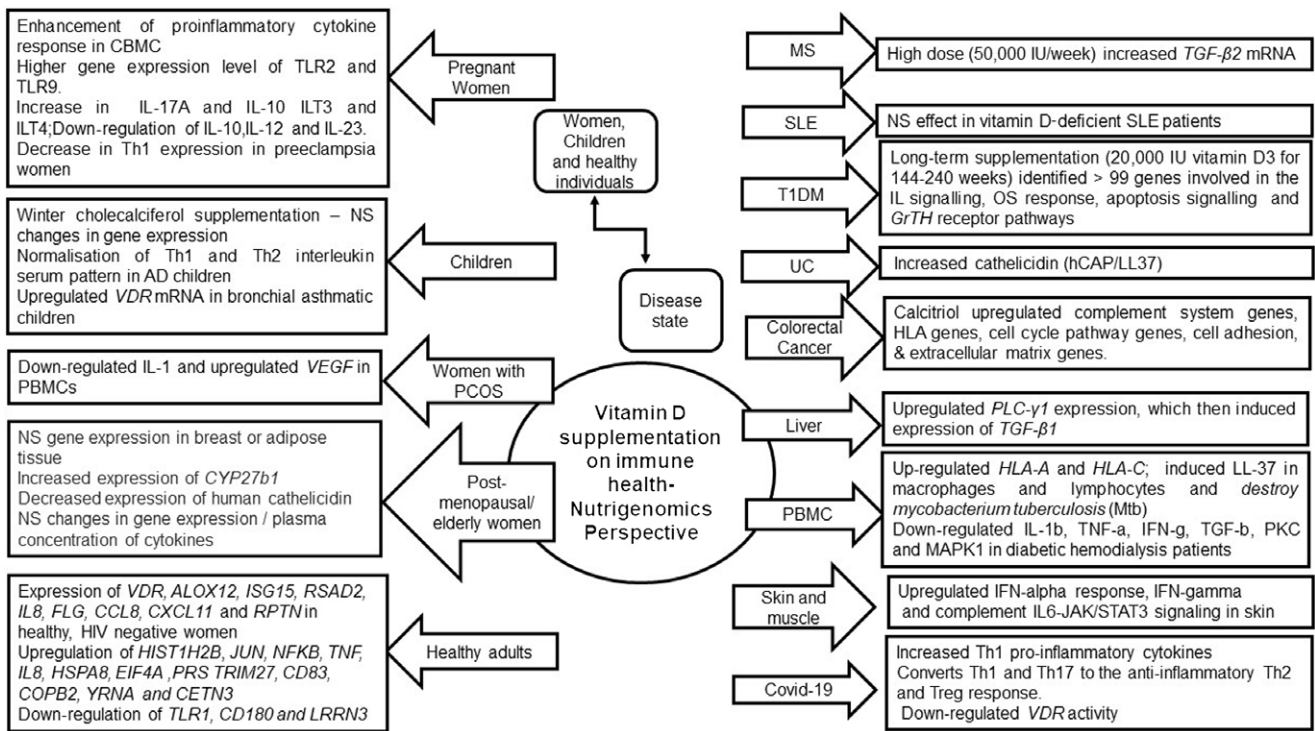 Enhancement of proinflammatory cytokine
response in CBMC
Higher gene expression level of TLR2 and
TLR9.
Increase in IL-17A and IL-10 ILT3 and
ILT4;Down-regulation of IL-10,IL-12 and IL-23.
Decrease in Th1 expression in preeclampsia
women
Pregnant
Women
Winter cholecalciferol supplementation – NS
changes in gene expression
Normalisation of Th1 and Th2 interleukin
serum pattern in AD children
Upregulated VDR mRNA in bronchial asthmatic
children
Children
Down-regulated IL-1 and upregulated VEGF in
PBMCs
Women with
PCOS
NS gene expression in breast or adipose
tissue
Increased expression of CYP27b1
Decreased expression of human cathelicidin
NS changes in gene expression / plasma
concentration of cytokines
Post-
menopausal/
elderly women
Expression of VDR, ALOX12, ISG15, RSAD2,
IL8, FLG, CCL8, CXCL11 and RPTN in
healthy, HIV negative women
Upregulation of HIST1H2B, JUN, NFKB, TNF,
IL8, HSPA8, EIF4A ,PRS TRIM27, CD83,
COPB2, YRNA and CETN3
Down-regulation of TLR1, CD180 and LRRN3
Healthy adults
Women,
Children
and healthy
individuals
Disease
state
Vitamin D
supplementation
on immune
health-
Nutrigenomics
Perspective
MS
High dose (50,000 IU/week) increased TGF-β2 mRNA
SLE
NS effect in vitamin D-deficient SLE patients
T1DM
Long-term supplementation (20,000 IU vitamin D3 for
144-240 weeks) identified > 99 genes involved in the
IL signalling, OS response, apoptosis signalling and
GrTH receptor pathways
UC
Increased cathelicidin (hCAP/LL37)
Colorectal
Cancer
Calcitriol upregulated complement system genes,
HLA genes, cell cycle pathway genes, cell adhesion,
& extracellular matrix genes.
Liver
Upregulated PLC-γ1 expression, which then induced
expression of TGF-β1
PBMC
Up-regulated HLA-A and HLA-C; induced LL-37 in
macrophages and lymphocytes and destroy
mycobacterium tuberculosis (Mtb)
Down-regulated IL-1b, TNF-a, IFN-g, TGF-b, PKC
and MAPK1 in diabetic hemodialysis patients
Skin and
muscle
Upregulated IFN-alpha response, IFN-gamma
and complement IL6-JAK/STAT3 signaling in skin
Covid-19
Increased Th1 pro-inflammatory cytokines
Converts Th1 and Th17 to the anti-inflammatory Th2
and Treg response.
Down-regulated VDR activity